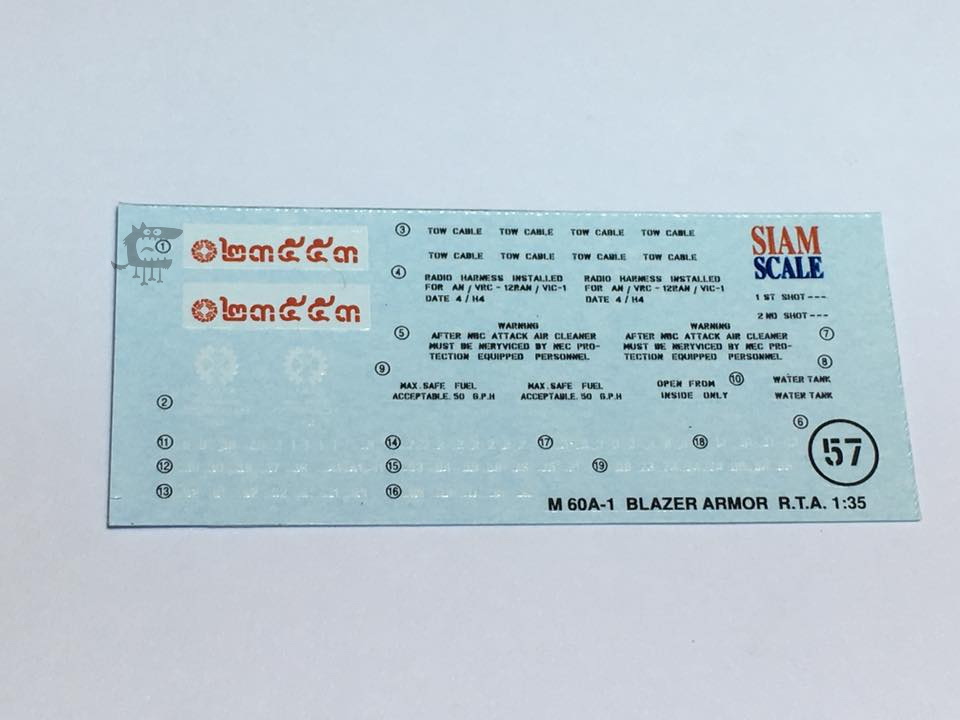 1
๒๓๕๕๓
๒๓๕๕๓
2
3 TOW CABLE TOW CABLE TOW CABLE TOW CABLE
TOW CABLE TOW CABLE TOW CABLE TOW CABLE
4 RADIO HARNESS INSTALLED
FOR AN / VRC - 12RAN / VIC-1
DATE 4 / H4
RADIO HARNESS INSTALLED
FOR AN / VRC - 12RAN / VIC-1
DATE 4 / H4
5 WARNING
AFTER NBC ATTACK AIR CLEANER
MUST BE NERYVICED BY NEC PRO-
TECTION EQUIPPED PERSONNEL
WARNING
AFTER NBC ATTACK AIR CLEANER
MUST BE NERYVICED BY NEC PRO-
TECTION EQUIPPED PERSONNEL
SIAM
SCALE
1 ST SHOT ---
2 NO SHOT ---
7
8
9
MAX. SAFE FUEL
ACCEPTABLE. 50 G.P.H
MAX. SAFE FUEL
ACCEPTABLE. 50 G.P.H
OPEN FROM
INSIDE ONLY
10
WATER TANK
WATER TANK
6
57
11
12
13
14
15
16
17
18
19
M 60A-1 BLAZER ARMOR R.T.A. 1:35